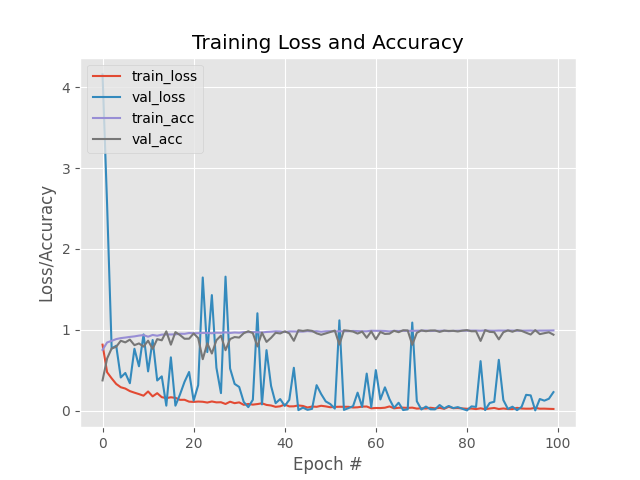 Training Loss and Accuracy
train_loss
val_loss
train_acc
val_acc
Loss/Accuracy
4
3
2
1
0
0 20 40 60 80 100
Epoch #